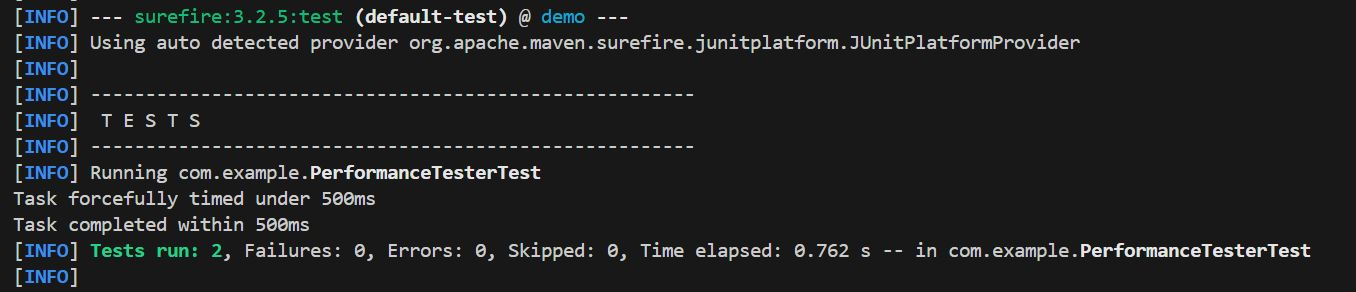 [INFO] --- surefire:3.2.5:test (default-test) @ demo ---
[INFO] Using auto detected provider org.apache.maven.surefire.junitplatform.JUnitPlatformProvider
[INFO]
[INFO] -------------------------------------------------------
[INFO]  T E S T S
[INFO] -------------------------------------------------------
[INFO] Running com.example.PerformanceTesterTest
Task forcefully timed under 500ms
Task completed within 500ms
[INFO] Tests run: 2, Failures: 0, Errors: 0, Skipped: 0, Time elapsed: 0.762 s -- in com.example.PerformanceTesterTest
[INFO]